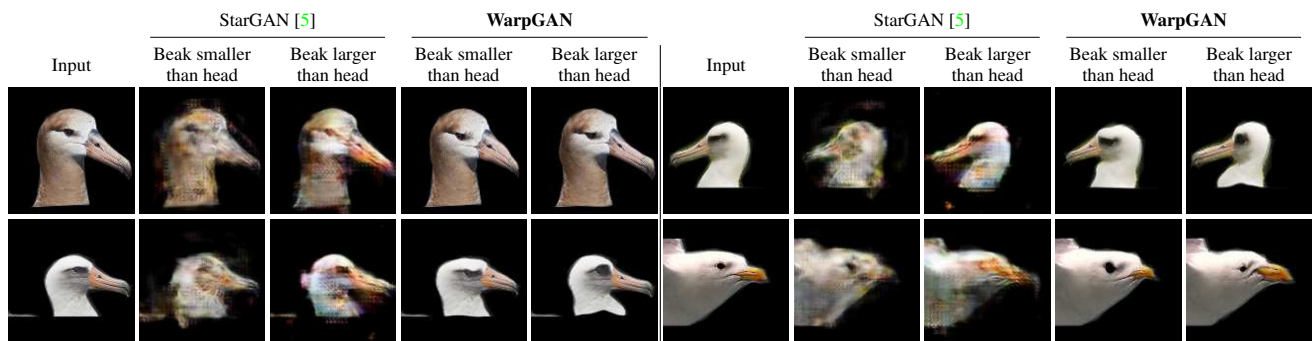 StarGAN [5] WarpGAN StarGAN [5] WarpGAN
Input Beak smaller than head Beak larger than head Beak smaller than head Beak larger than head Input Beak smaller than head Beak larger than head Beak smaller than head Beak larger than head